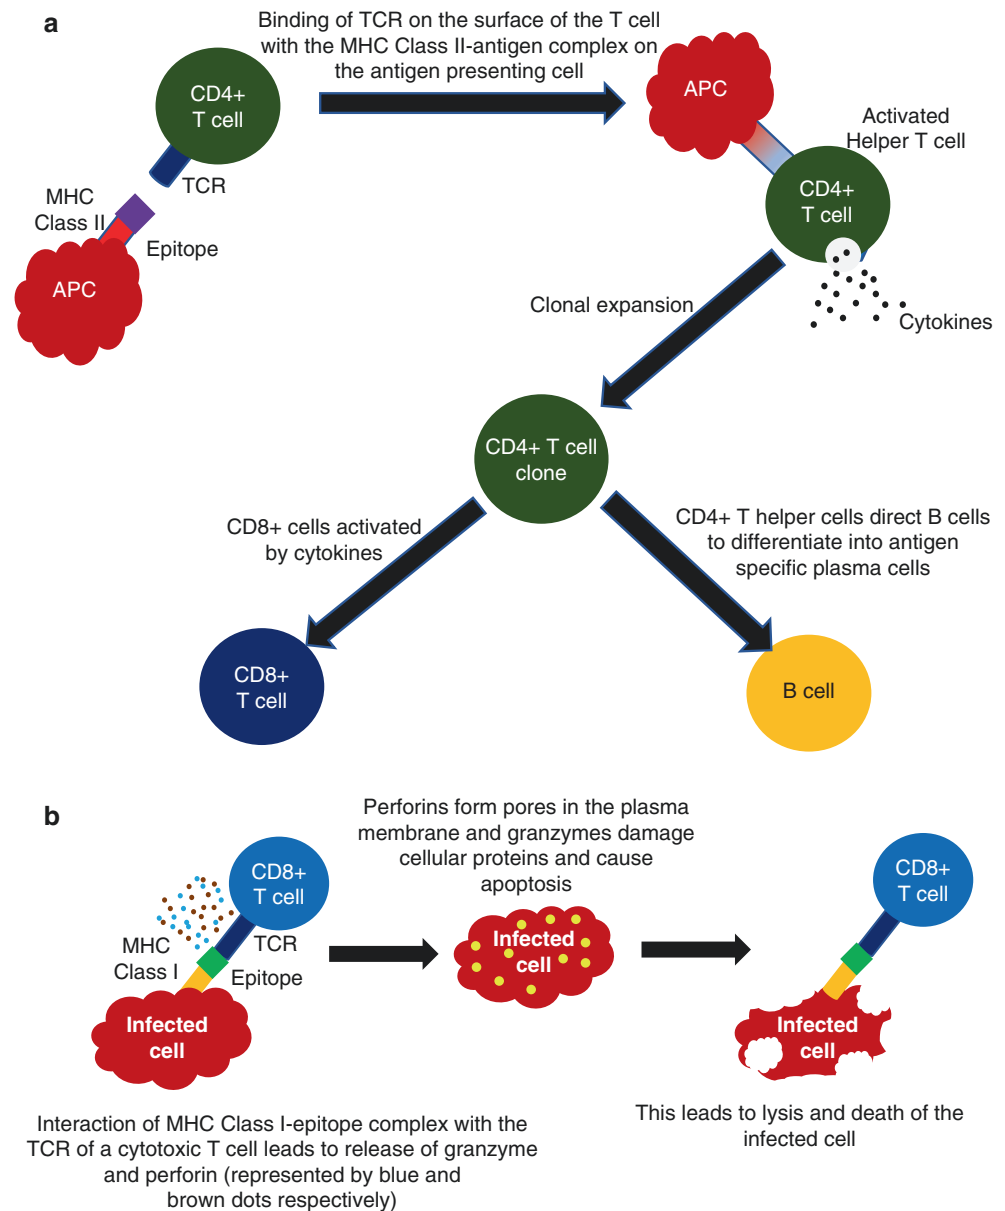 a
Binding of TCR on the surface of the T cell
with the MHC Class II-antigen complex on
the antigen presenting cell
CD4+
T cell
TCR
MHC
Class II
Epitope
APC
APC
Activated
Helper T cell
CD4+
T cell
Cytokines
Clonal expansion
CD4+ T cell
clone
CD8+ cells activated
by cytokines
CD4+ T helper cells direct B cells
to differentiate into antigen
specific plasma cells
CD8+
T cell
B cell
b
CD8+
T cell
TCR
MHC
Class I
Epitope
Infected
cell
Interaction of MHC Class I-epitope complex with the
TCR of a cytotoxic T cell leads to release of granzyme
and perforin (represented by blue and
brown dots respectively)
Perforins form pores in the plasma
membrane and granzymes damage
cellular proteins and cause
apoptosis
Infected
cell
CD8+
T cell
Infected
cell
This leads to lysis and death of the
infected cell